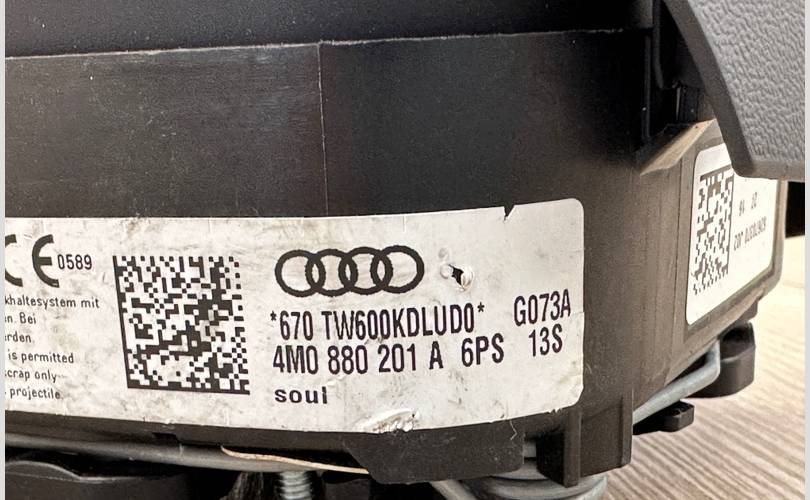 CE 0589
khaltesystem mit
n. Bei
rden
is permitted
scrap only
projectile
*670 TW600KDLUD0* G073A
4M0 880 201 A 6PS 13S
soul